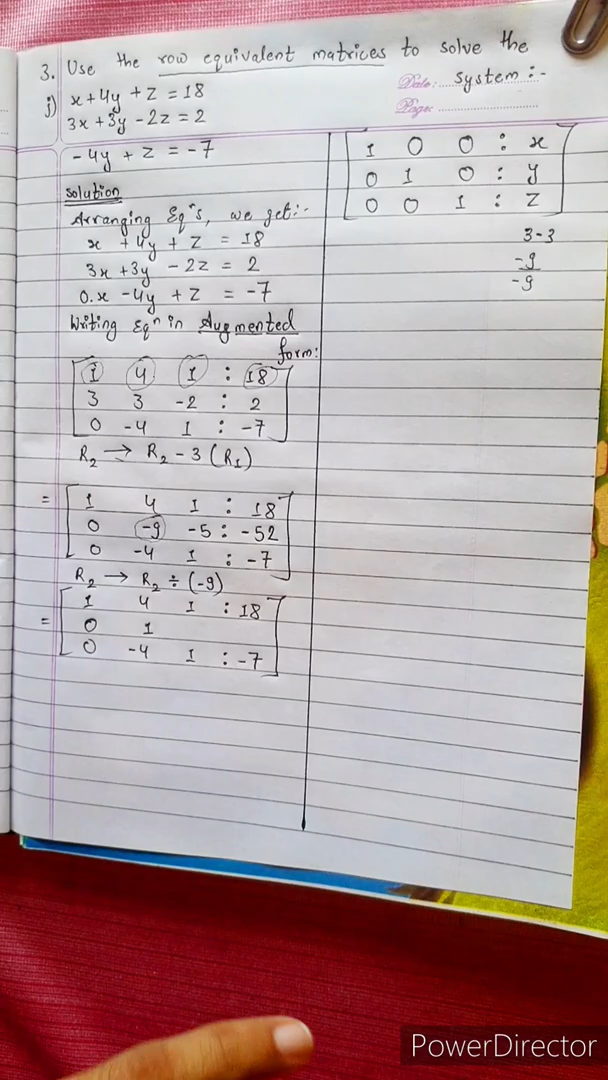 3. Use the row equivalent matrices to solve the
system :-
Date:
Page:
j) x + 4y + z = 18
3x + 3y - 2z = 2
- 4y + z = -7
Solution
Arranging Eqⁿs, we get:-
x + 4y + z = 18
3x + 3y - 2z = 2
0.x - 4y + z = -7
Writing Eqⁿ in Augmented
form:
[ 1 4 1 : 18 ]
3 3 -2 : 2
0 -4 1 : -7
R₂ → R₂ - 3 (R₁)
= [ 1 4 1 : 18 ]
0 -9 -5 : -52
0 -4 1 : -7
R₂ → R₂ ÷ (-9)
= [ 1 4 1 : 18 ]
0 1
0 -4 1 : -7
[ 1 0 0 : x ]
0 1 0 : y
0 0 1 : z
3-3
-9
-9
PowerDirector